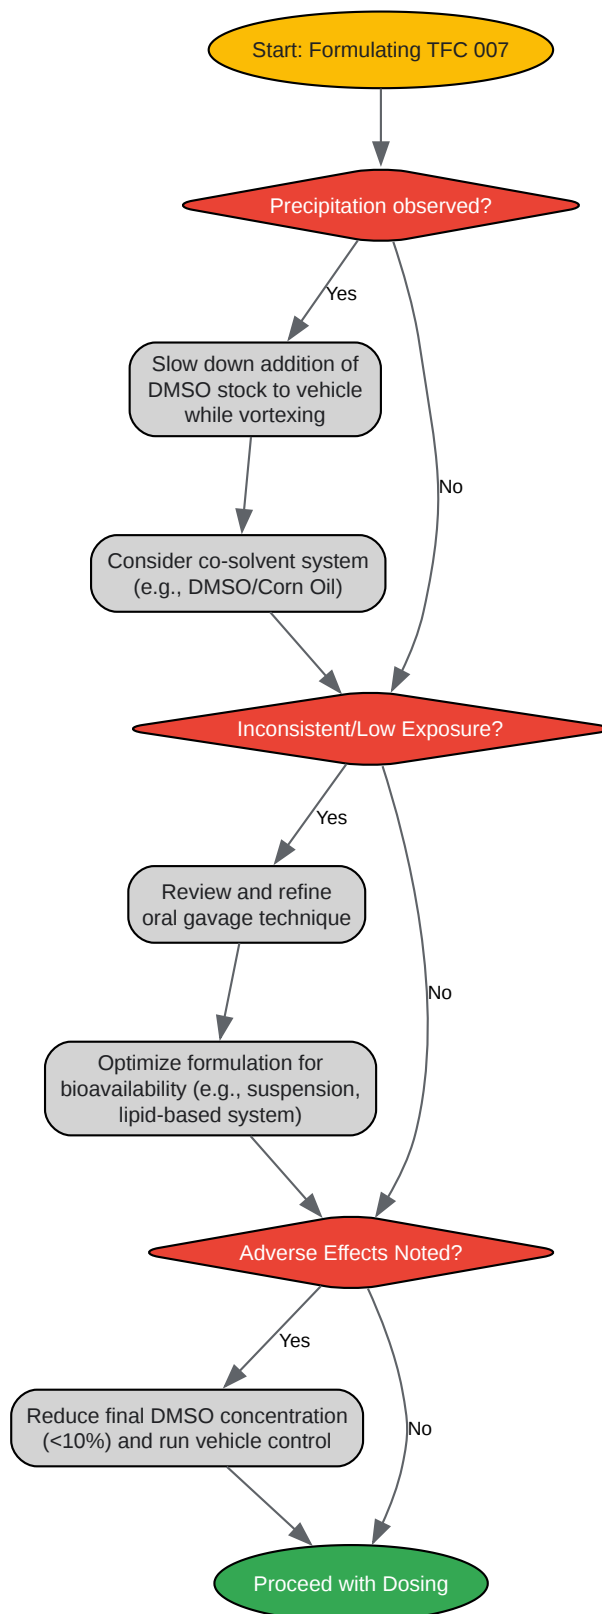 Start: Formulating TFC 007
Precipitation observed?
Yes
Slow down addition of
DMSO stock to vehicle
while vortexing
No
Consider co-solvent system
(e.g., DMSO/Corn Oil)
Inconsistent/Low Exposure?
Yes
Review and refine
oral gavage technique
No
Optimize formulation for
bioavailability (e.g., suspension,
lipid-based system)
Adverse Effects Noted?
Yes
Reduce final DMSO concentration
(<10%) and run vehicle control
No
Proceed with Dosing